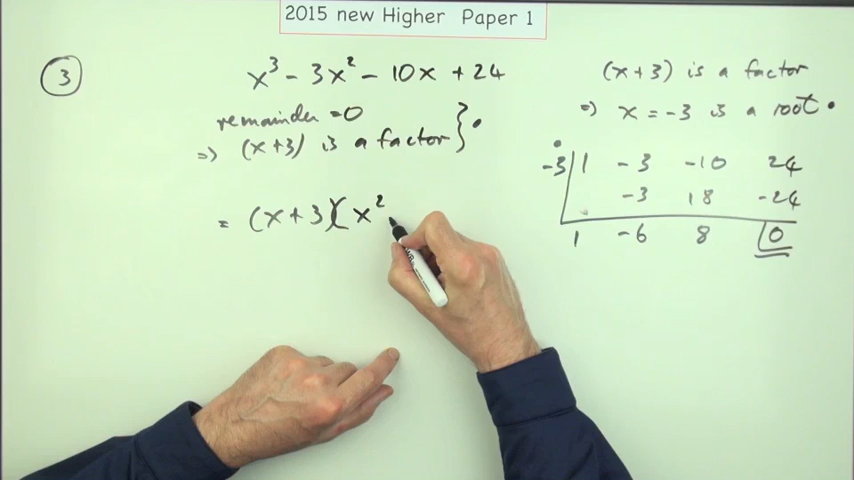 2015 new Higher Paper 1
3
x³ - 3x² - 10x + 24
remainder = 0
=> (x+3) is a factor } •
= (x+3)(x²
(x+3) is a factor
=> x = -3 is a root •
-3 | 1 -3 -10 24
-3 18 -24
1 -6 8 0